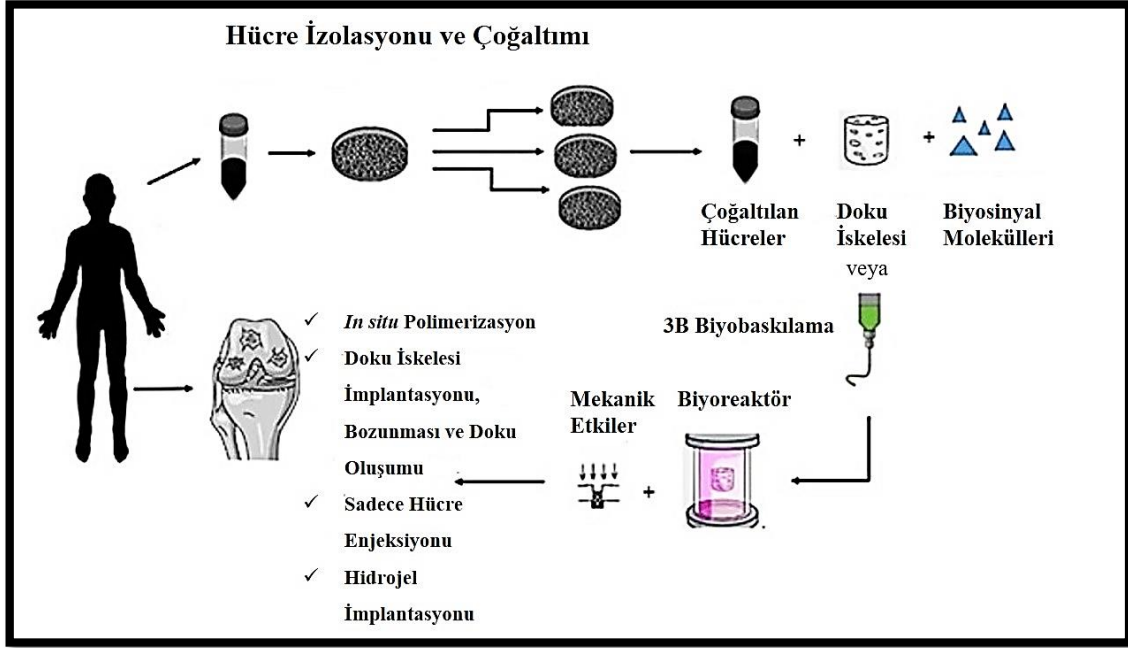 Hücre İzolasyonu ve Çoğaltımı
+
+
Çoğaltılan
Hücreler
Doku
İskelesi
veya
Biyosinyal
Molekülleri
3B Biyobaskılama
Mekanik
Etkiler
Biyoreaktör
+
✓ In situ Polimerizasyon
✓ Doku İskelesi
İmplantasyonu,
Bozunması ve Doku
Oluşumu
✓ Sadece Hücre
Enjeksiyonu
✓ Hidrojel
İmplantasyonu